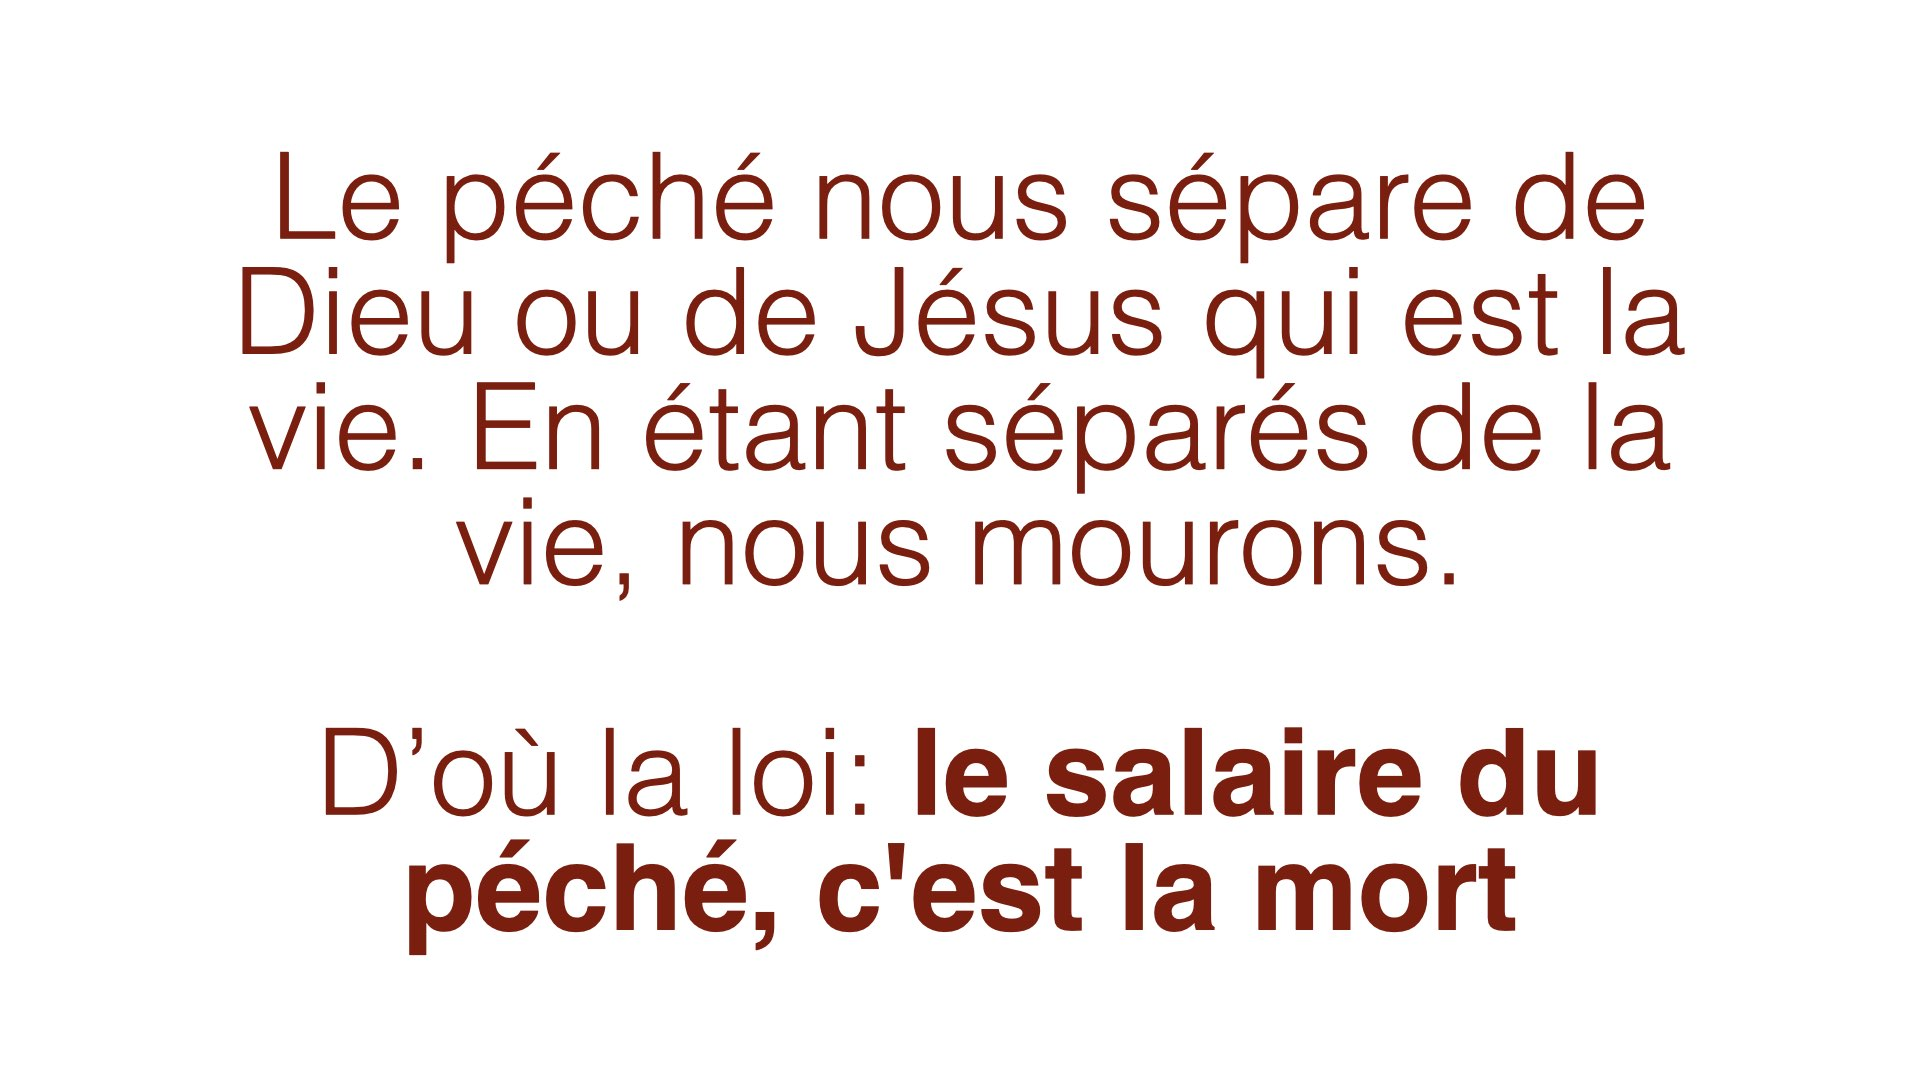 Le péché nous sépare de
Dieu ou de Jésus qui est la
vie. En étant séparés de la
vie, nous mourons.
D’où la loi: le salaire du
péché, c'est la mort